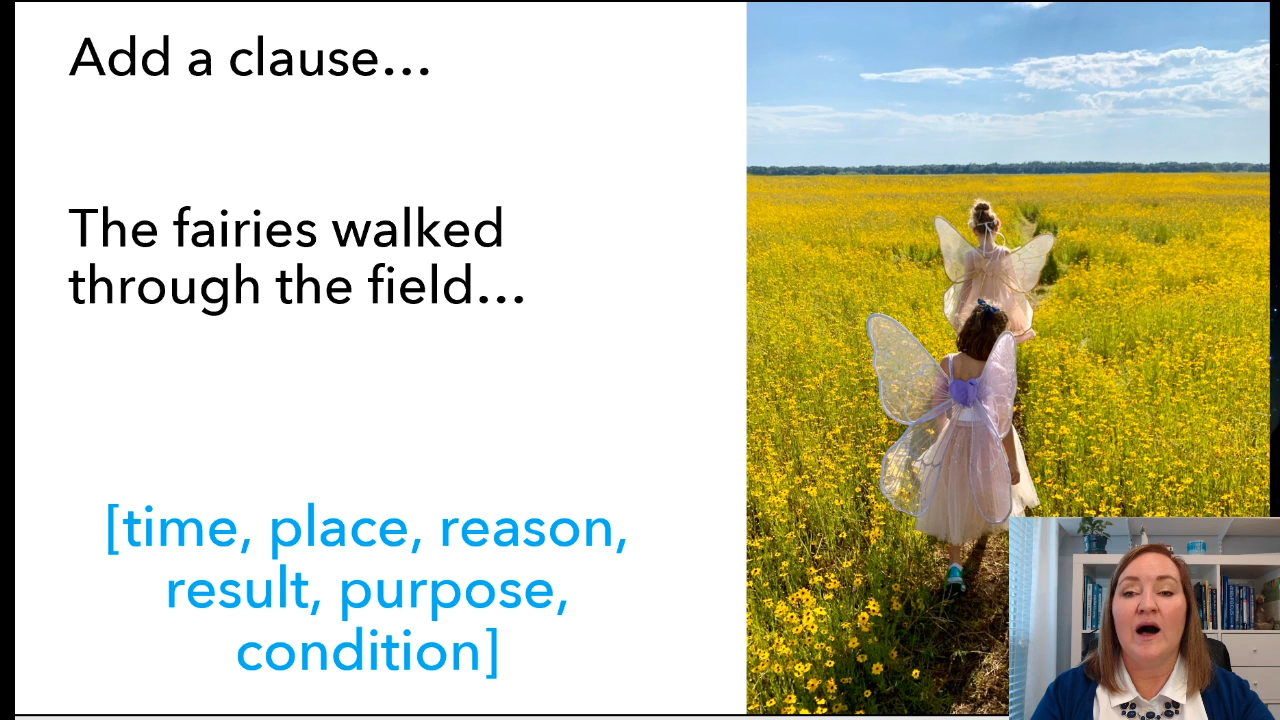 Add a clause…
The fairies walked
through the field…
[time, place, reason,
result, purpose,
condition]